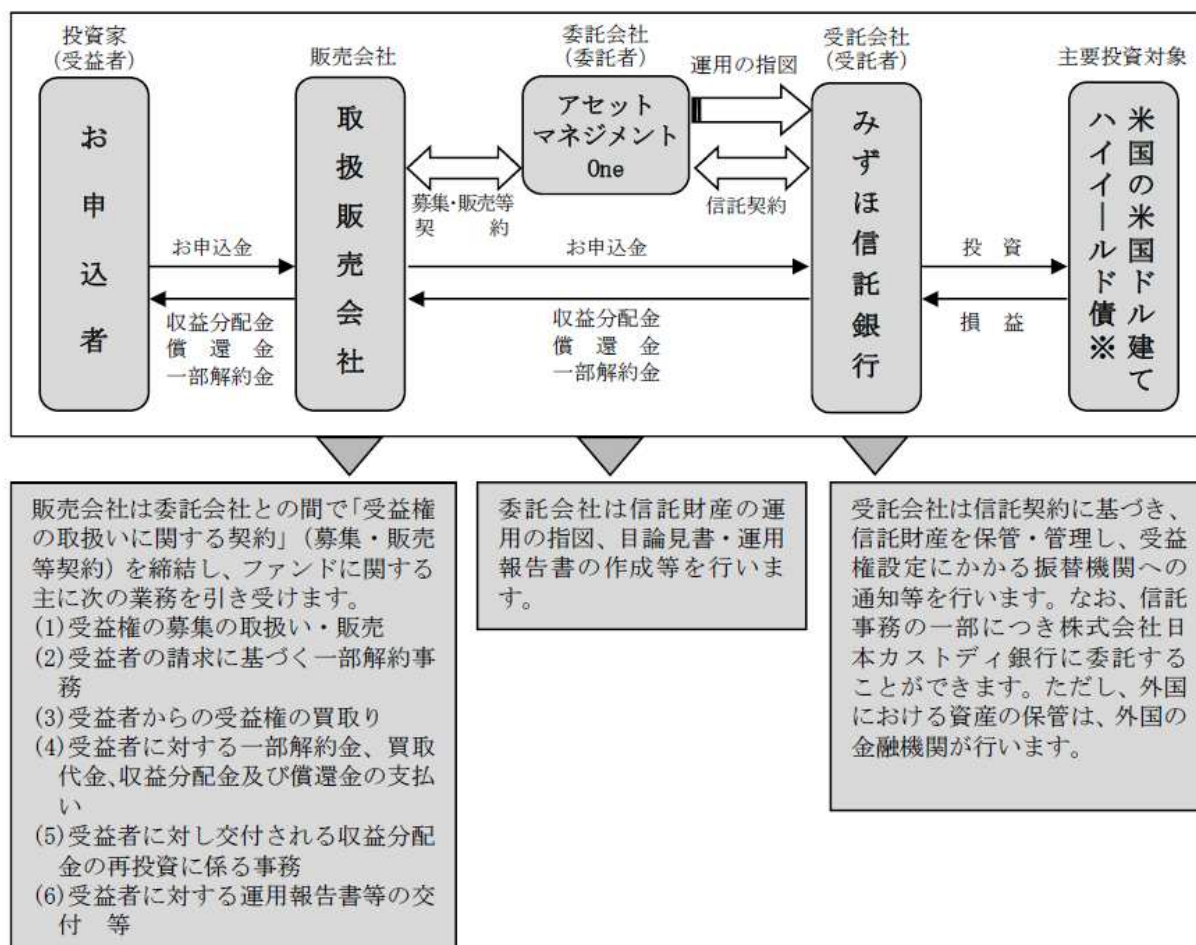 投資家
(受益者)
販売会社
委託会社
(委託者)
受託会社
(受託者)
主要投資対象
お申込者
取扱販売会社
アセット
マネジメント
One
運用の指図
みずほ信託銀行
米国の米国ドル建て
ハイイールド債※
募集・販売等
契約
信託契約
お申込金
お申込金
投資
収益分配金
償還金
一部解約金
収益分配金
償還金
一部解約金
損益
販売会社は委託会社との間で「受益権
の取扱いに関する契約」(募集・販売
等契約)を締結し、ファンドに関する
主に次の業務を引き受けます。
(1)受益権の募集の取扱い・販売
(2)受益者の請求に基づく一部解約事
務
(3)受益者からの受益権の買取り
(4)受益者に対する一部解約金、買取
代金、収益分配金及び償還金の支払
い
(5)受益者に対し交付される収益分配
金の再投資に係る事務
(6)受益者に対する運用報告書等の交
付 等
委託会社は信託財産の運
用の指図、目論見書・運用
報告書の作成等を行いま
す。
受託会社は信託契約に基づき、
信託財産を保管・管理し、受益
権設定にかかる振替機関への
通知等を行います。なお、信託
事務の一部につき株式会社日
本カストディ銀行に委託する
ことができます。ただし、外国
における資産の保管は、外国の
金融機関が行います。